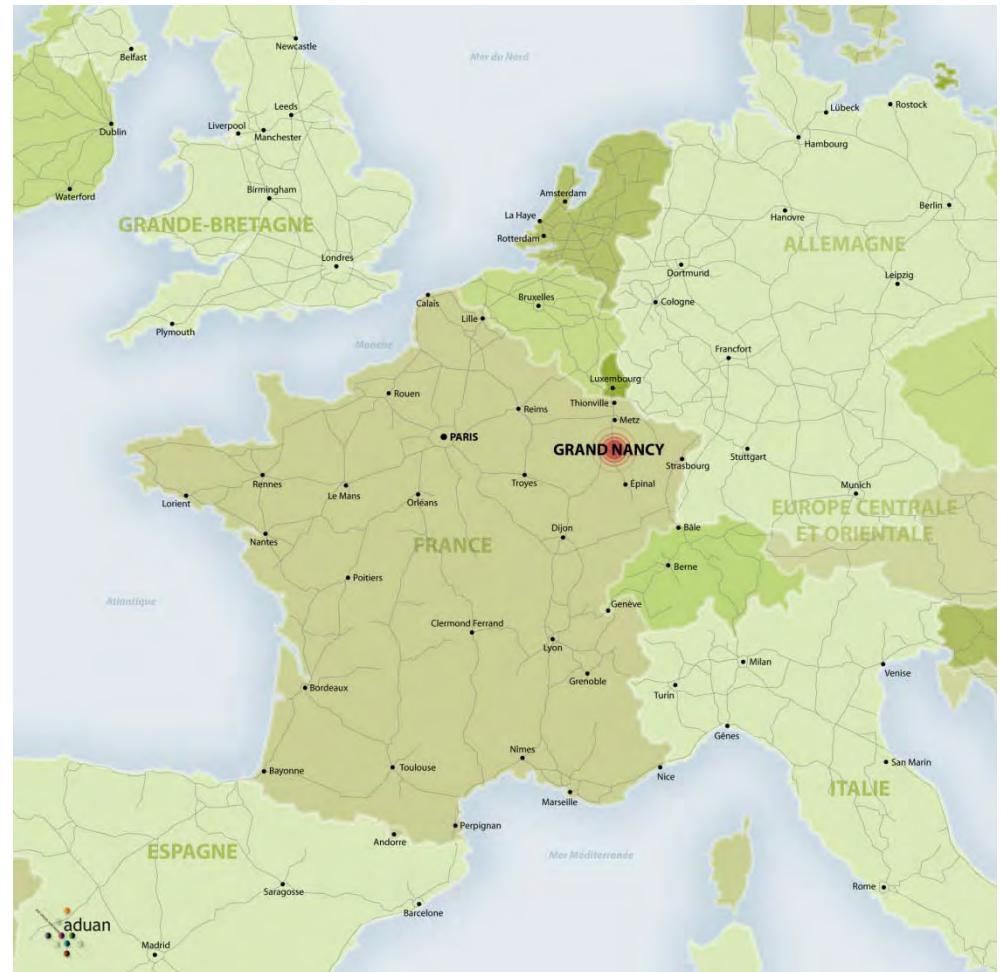 Newcastle
Belfast
Mer du Nord
Leeds
Lübeck
Rostock
Dublin
Liverpool
Manchester
Hambourg
Waterford
Birmingham
Amsterdam
Berlin
GRANDE-BRETAGNE
La Haye
Hanovre
Rotterdam
ALLEMAGNE
Londres
Dortmund
Leipzig
Calais
Bruxelles
Cologne
Lille
Plymouth
Manche
Francfort
Luxembourg
Rouen
Thionville
Reims
Metz
PARIS
GRAND NANCY
Stuttgart
Strasbourg
Rennes
Le Mans
Orléans
Troyes
Épinal
Munich
Lorient
EUROPE CENTRALE
ET ORIENTALE
Dijon
Bâle
Nantes
FRANCE
Berne
Poitiers
Atlantique
Genève
Clermond Ferrand
Lyon
Milan
Venise
Grenoble
Bordeaux
Turin
Gênes
Nîmes
Bayonne
Toulouse
Nice
San Marin
Marseille
ITALIE
Perpignan
Andorre
ESPAGNE
Mer Méditerranée
Saragosse
Rome
Barcelone
aduan
Madrid